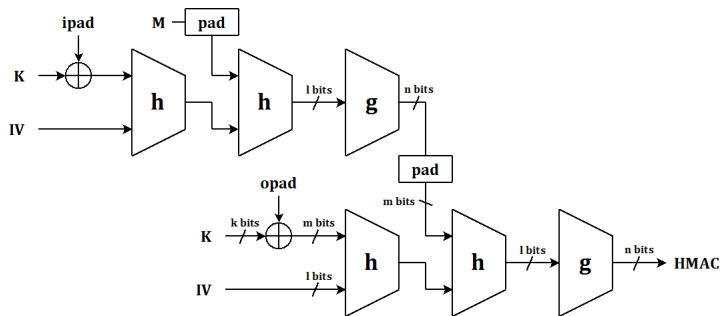 ipad
M
pad
K
h
h
l bits
g
n bits
IV
pad
opad
m bits
K
k bits
m bits
h
h
l bits
g
n bits
HMAC
IV
l bits